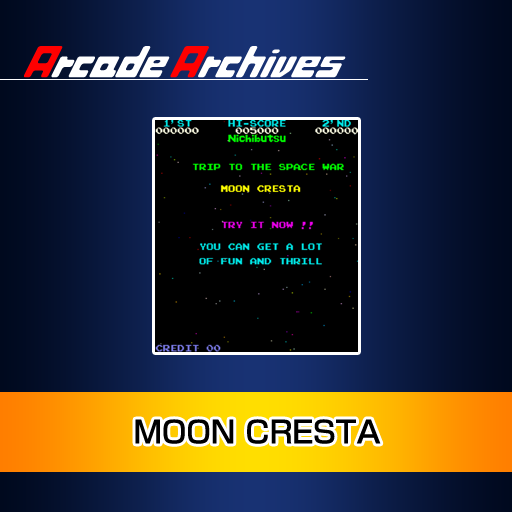 Arcade Archives
1'ST HI-SCORE 2'ND
000000 005000 000000
Nichibutsu
TRIP TO THE SPACE WAR
MOON CRESTA
TRY IT NOW !!
YOU CAN GET A LOT
OF FUN AND THRILL
CREDIT 00
MOON CRESTA